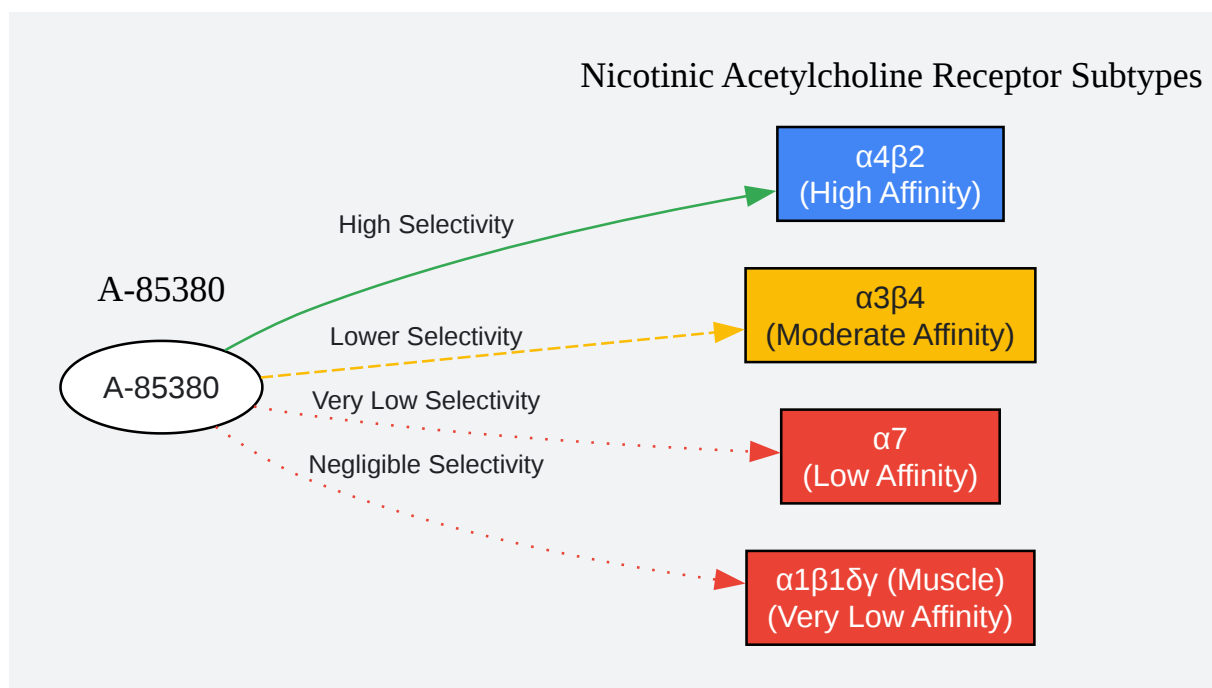 Nicotinic Acetylcholine Receptor Subtypes
α4β2
(High Affinity)
High Selectivity
A-85380
α3β4
(Moderate Affinity)
Lower Selectivity
A-85380
Very Low Selectivity
α7
(Low Affinity)
Negligible Selectivity
α1β1δγ (Muscle)
(Very Low Affinity)